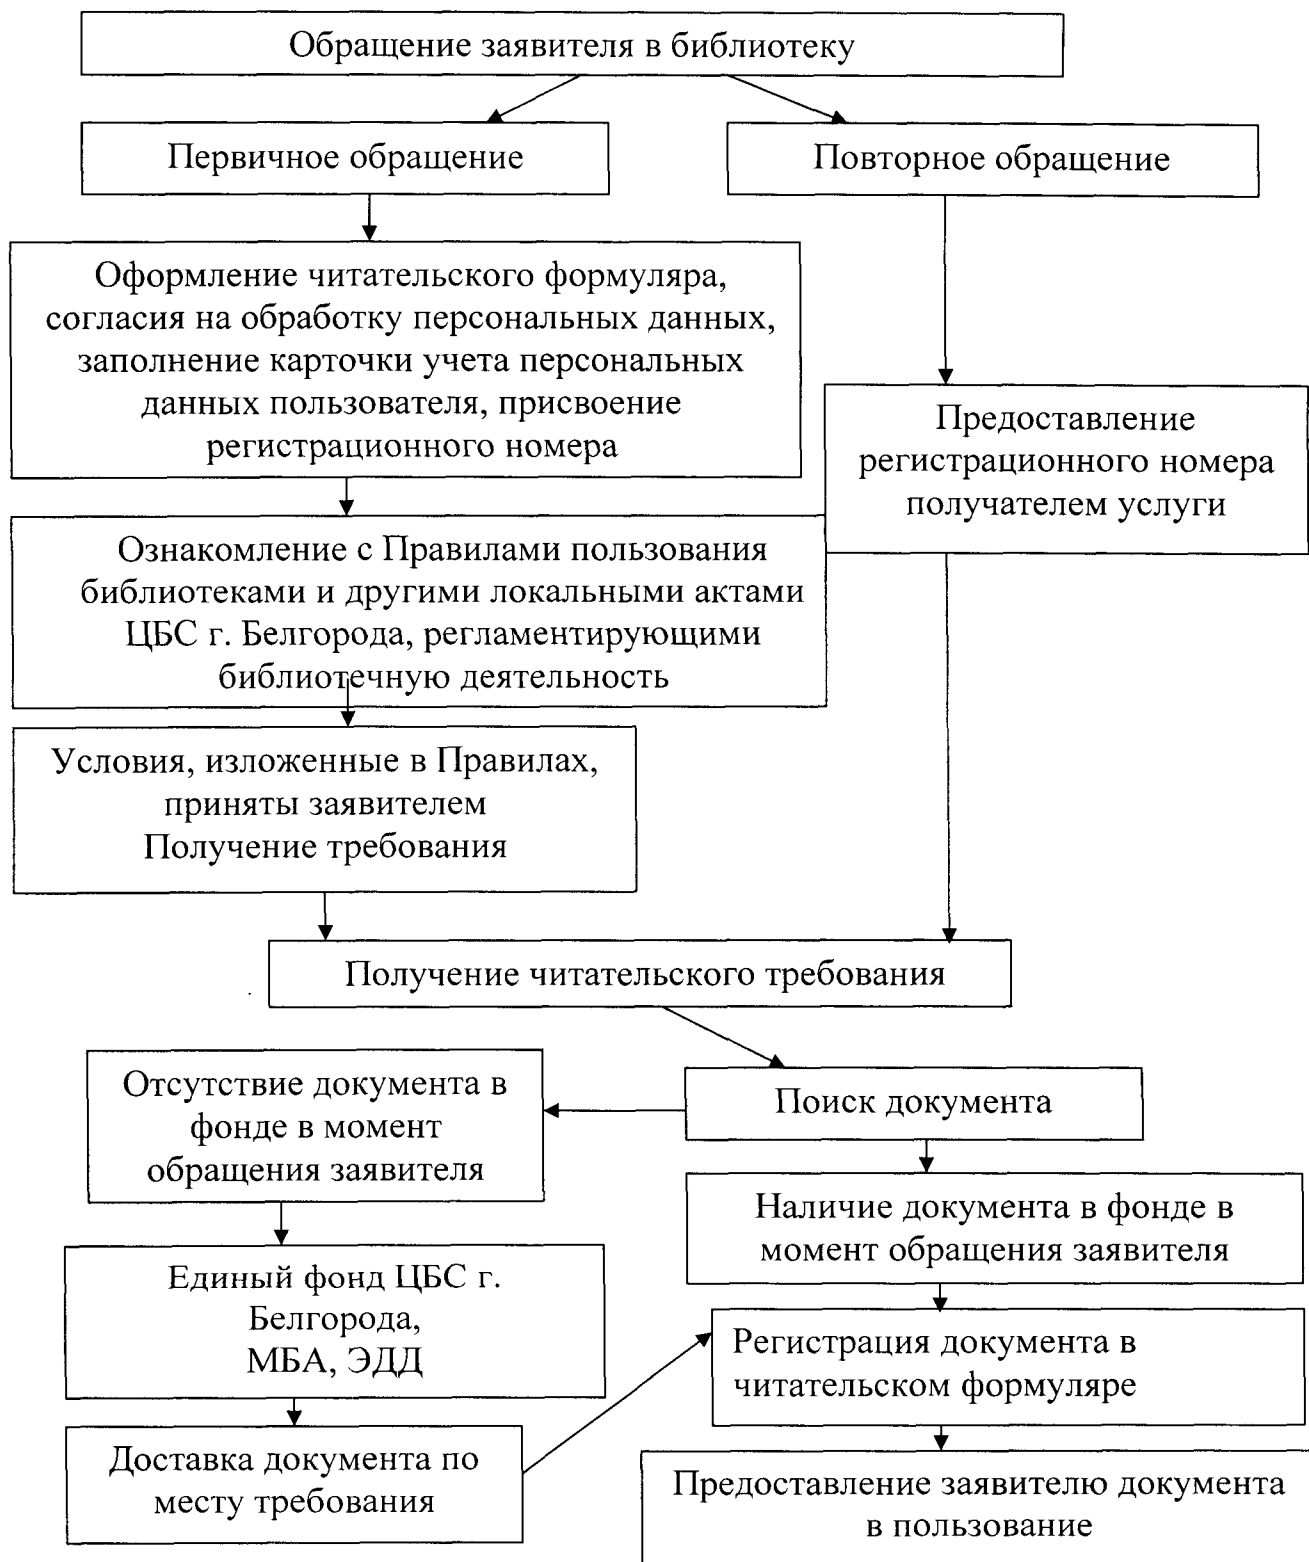 Обращение заявителя в библиотеку
Первичное обращение
Повторное обращение
Оформление читательского формуляра,
согласия на обработку персональных данных,
заполнение карточки учета персональных
данных пользователя, присвоение
регистрационного номера
Предоставление
регистрационного номера
получателем услуги
Ознакомление с Правилами пользования
библиотеками и другими локальными актами
ЦБС г. Белгорода, регламентирующими
библиотечную деятельность
Условия, изложенные в Правилах,
приняты заявителем
Получение требования
Получение читательского требования
Отсутствие документа в
фонде в момент
обращения заявителя
Поиск документа
Наличие документа в фонде в
момент обращения заявителя
Единый фонд ЦБС г.
Белгорода,
МБА, ЭДД
Регистрация документа в
читательском формуляре
Доставка документа по
месту требования
Предоставление заявителю документа
в пользование